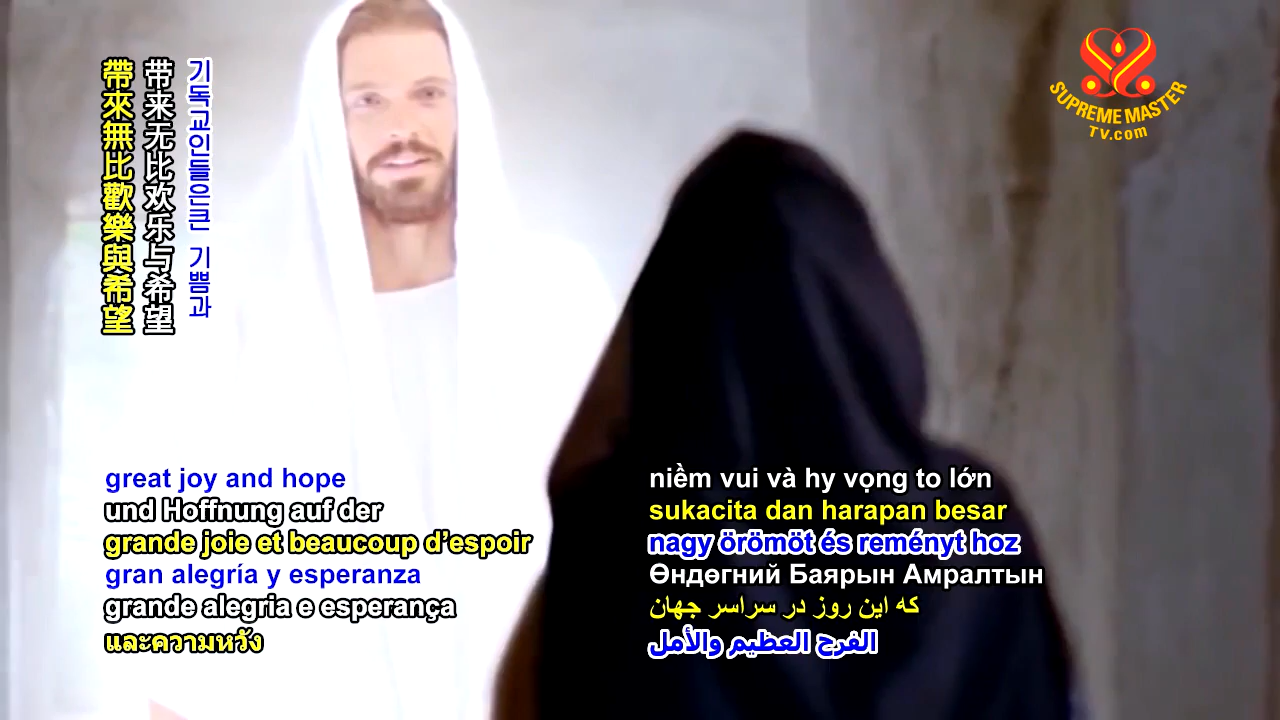 帶來無比歡樂與希望
带来无比欢乐与希望
기독교인들은큰 기쁨과
SUPREME MASTER
TV.com
great joy and hope
und Hoffnung auf der
grande joie et beaucoup d’espoir
gran alegría y esperanza
grande alegria e esperança
และความหวัง
niềm vui và hy vọng to lớn
sukacita dan harapan besar
nagy örömöt és reményt hoz
Өндөгний Баярын Амралтын
که این روز در سراسر جهان
الفرح العظيم والأمل